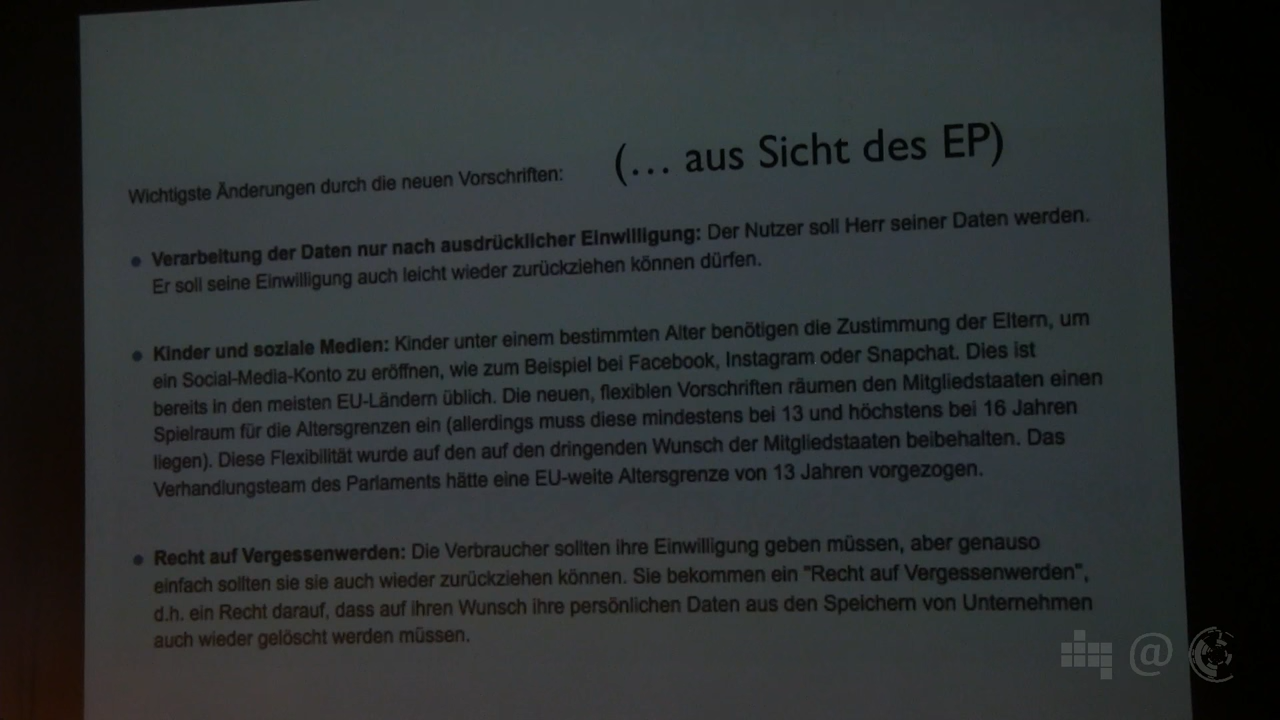 Wichtigste Änderungen durch die neuen Vorschriften: (... aus Sicht des EP)
• Verarbeitung der Daten nur nach ausdrücklicher Einwilligung: Der Nutzer soll Herr seiner Daten werden.
Er soll seine Einwilligung auch leicht wieder zurückziehen können dürfen.
• Kinder und soziale Medien: Kinder unter einem bestimmten Alter benötigen die Zustimmung der Eltern, um
ein Social-Media-Konto zu eröffnen, wie zum Beispiel bei Facebook, Instagram oder Snapchat. Dies ist
bereits in den meisten EU-Ländern üblich. Die neuen, flexiblen Vorschriften räumen den Mitgliedstaaten einen
Spielraum für die Altersgrenzen ein (allerdings muss diese mindestens bei 13 und höchstens bei 16 Jahren
liegen). Diese Flexibilität wurde auf den auf den dringenden Wunsch der Mitgliedstaaten beibehalten. Das
Verhandlungsteam des Parlaments hätte eine EU-weite Altersgrenze von 13 Jahren vorgezogen.
• Recht auf Vergessenwerden: Die Verbraucher sollten ihre Einwilligung geben müssen, aber genauso
einfach sollten sie sie auch wieder zurückziehen können. Sie bekommen ein "Recht auf Vergessenwerden",
d.h. ein Recht darauf, dass auf ihren Wunsch ihre persönlichen Daten aus den Speichern von Unternehmen
auch wieder gelöscht werden müssen.
@